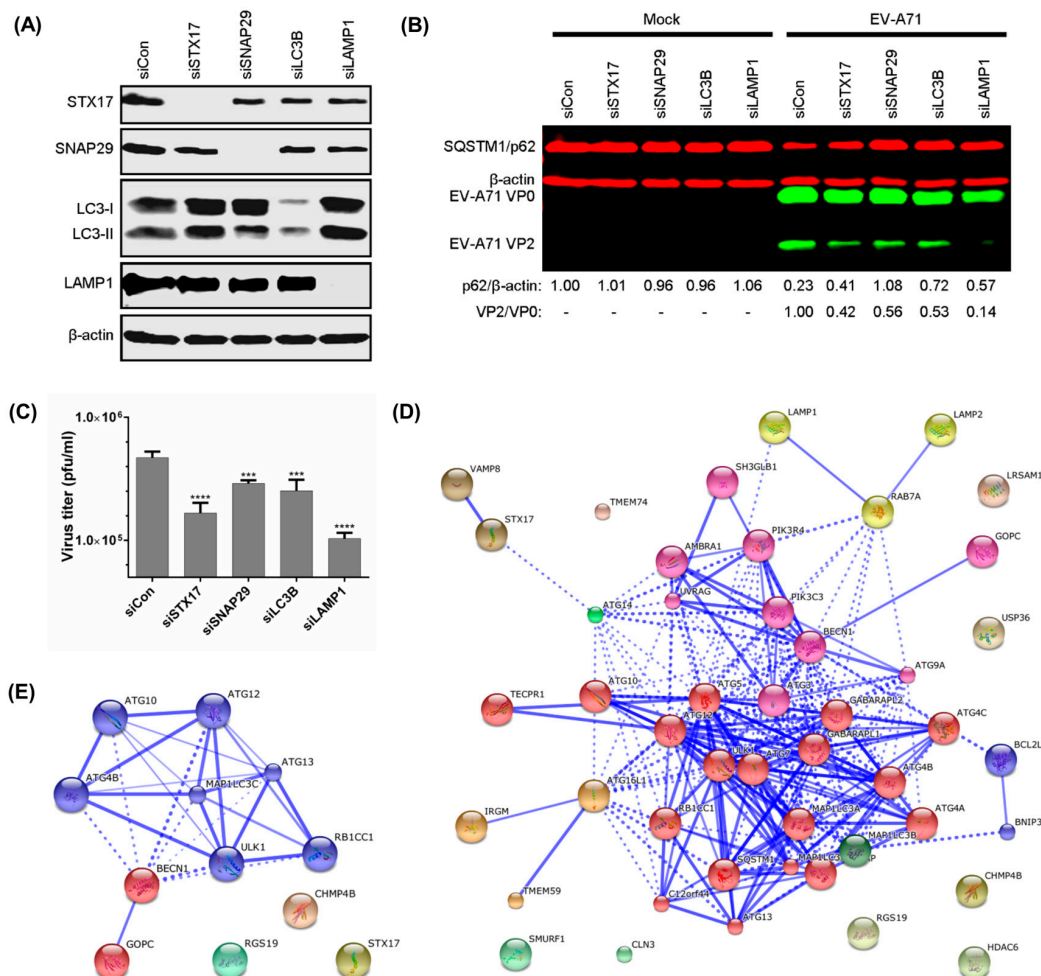 (A)
siCon siSTX17 siSNAP29 siLC3B siLAMP1
STX17
SNAP29
LC3-I
LC3-II
LAMP1
β-actin
(B)
Mock EV-A71
siCon siSTX17 siSNAP29 siLC3B siLAMP1 siCon siSTX17 siSNAP29 siLC3B siLAMP1
SQSTM1/p62
β-actin
EV-A71 VP0
EV-A71 VP2
p62/β-actin: 1.00 1.01 0.96 0.96 1.06 0.23 0.41 1.08 0.72 0.57
VP2/VP0: - - - - - 1.00 0.42 0.56 0.53 0.14
(C)
Virus titer (pfu/ml)
1.0×10⁶
1.0×10⁵
**** *** *** ****
siCon siSTX17 siSNAP29 siLC3B siLAMP1
(D)
LAMP1
LAMP2
VAMP8
SH3GLB1
LRSAM1
TMEM74
RAB7A
STX17
PIK3R4
GOPC
AMBRA1
UVRAG
PIK3C3
ATG14
USP36
BECN1
ATG9A
ATG10
ATG5
ATG3
TECPR1
GABARAPL2
ATG4C
ATG12
GABARAPL1
ULK1
ATG7
BCL2L
ATG16L1
ATG4B
IRGM
RB1CC1
MAP1LC3A
ATG4A
BNIP3
MAP1LC3B
SQSTM1
MAP1LC3
AP
C12orf44
TMEM59
CHMP4B
ATG13
RGS19
SMURF1
CLN3
HDAC6
(E)
ATG10
ATG12
ATG13
ATG4B
MAP1LC3C
ULK1
RB1CC1
BECN1
CHMP4B
GOPC
RGS19
STX17